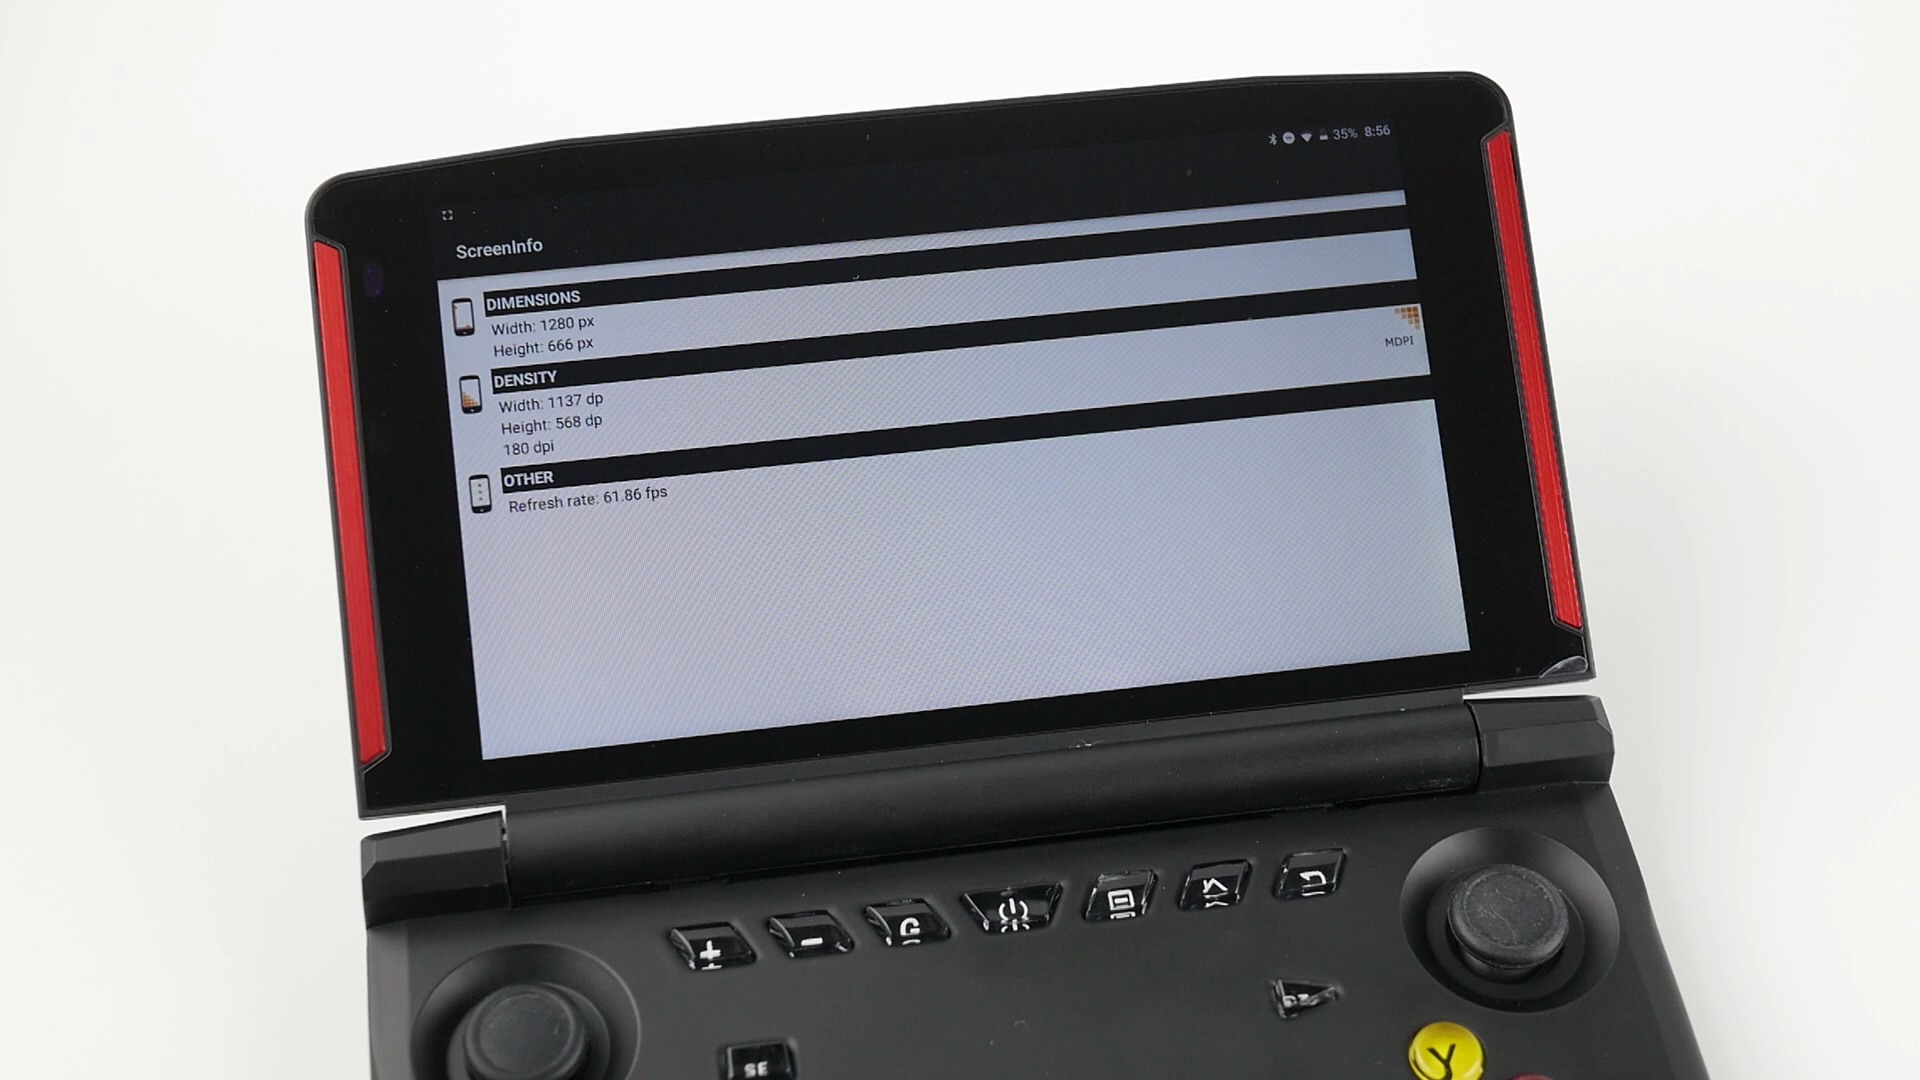 35% 8:56
ScreenInfo
DIMENSIONS
Width: 1280 px
Height: 666 px
DENSITY
MDPI
Width: 1137 dp
Height: 568 dp
180 dpi
OTHER
Refresh rate: 61.86 fps
+ - G
SE
Y